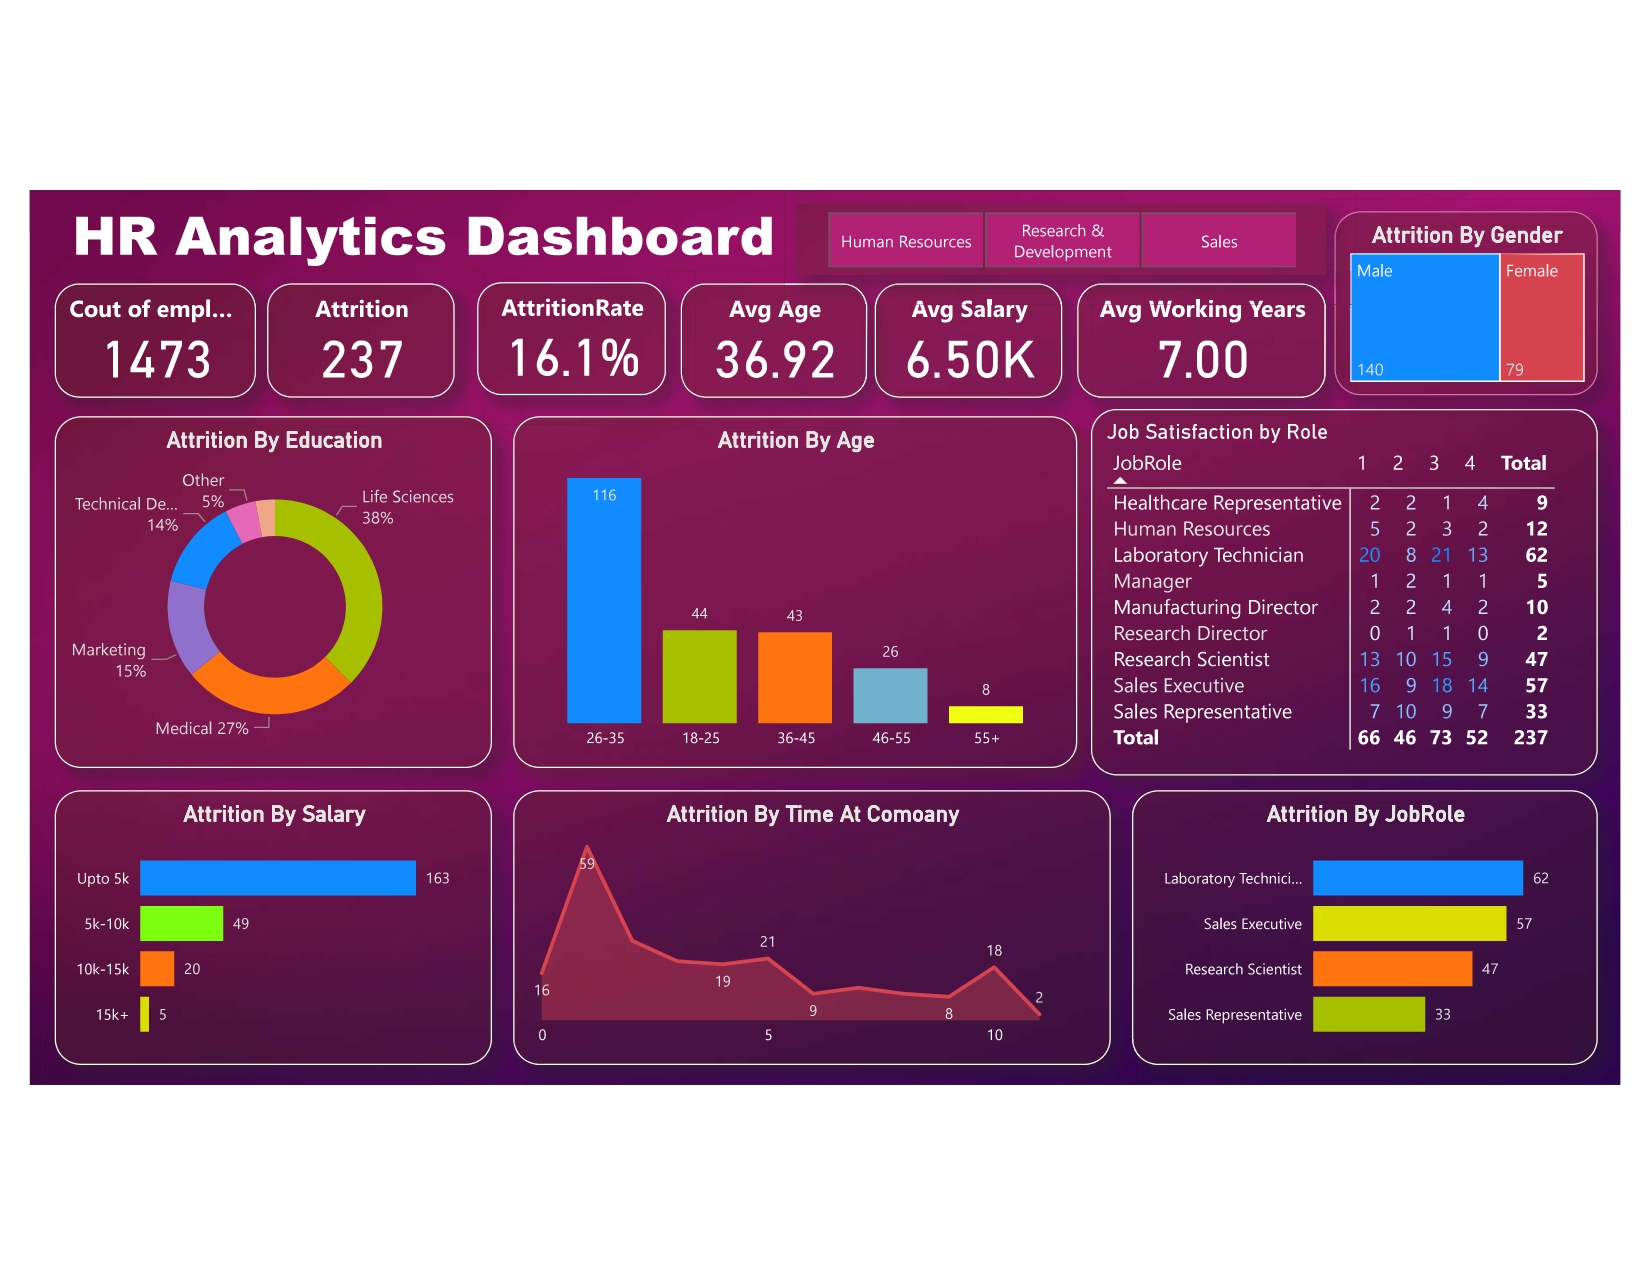 HR Analytics Dashboard
Human Resources
Research &
Development
Sales
Attrition By Gender
Male
Female
140
79
Cout of empl...
1473
Attrition
237
AttritionRate
16.1%
Avg Age
36.92
Avg Salary
6.50K
Avg Working Years
7.00
Attrition By Education
Other
5%
Technical De...
14%
Life Sciences
38%
Marketing
15%
Medical 27%
Attrition By Age
116
44
43
26
8
26-35 18-25 36-45 46-55 55+
Job Satisfaction by Role
JobRole 1 2 3 4 Total
Healthcare Representative 2 2 1 4 9
Human Resources 5 2 3 2 12
Laboratory Technician 20 8 21 13 62
Manager 1 2 1 1 5
Manufacturing Director 2 2 4 2 10
Research Director 0 1 1 0 2
Research Scientist 13 10 15 9 47
Sales Executive 16 9 18 14 57
Sales Representative 7 10 9 7 33
Total 66 46 73 52 237
Attrition By Salary
Upto 5k 163
5k-10k 49
10k-15k 20
15k+ 5
Attrition By Time At Comoany
59
16
19
21
9
8
18
2
0 5 10
Attrition By JobRole
Laboratory Technici... 62
Sales Executive 57
Research Scientist 47
Sales Representative 33